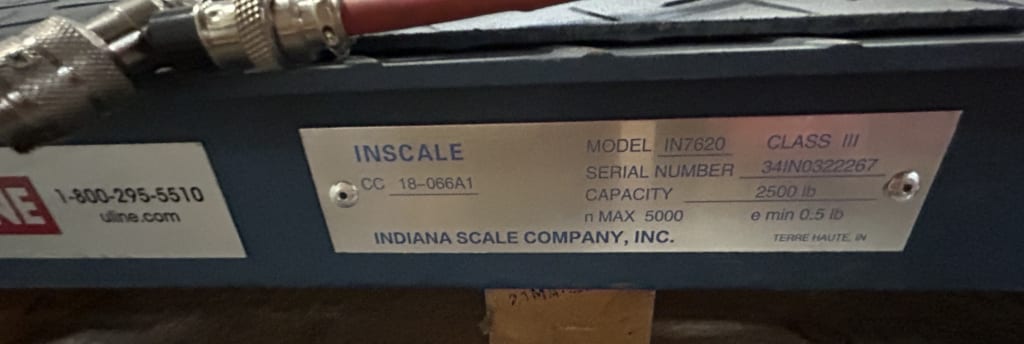 NE
1-800-295-5510
uline.com
INSCALE
CC 18-066A1
MODEL IN7620 CLASS III
SERIAL NUMBER 34IN0322267
CAPACITY 2500 lb
n MAX 5000 e min 0.5 lb
INDIANA SCALE COMPANY, INC. TERRE HAUTE, IN